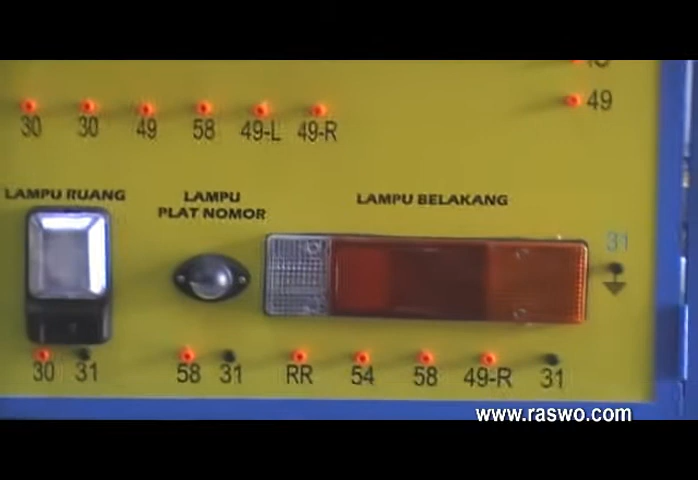 49
30 30 49 58 49-L 49-R
LAMPU RUANG
LAMPU
PLAT NOMOR
LAMPU BELAKANG
31
30 31
58 31
RR 54 58 49-R 31
www.raswo.com